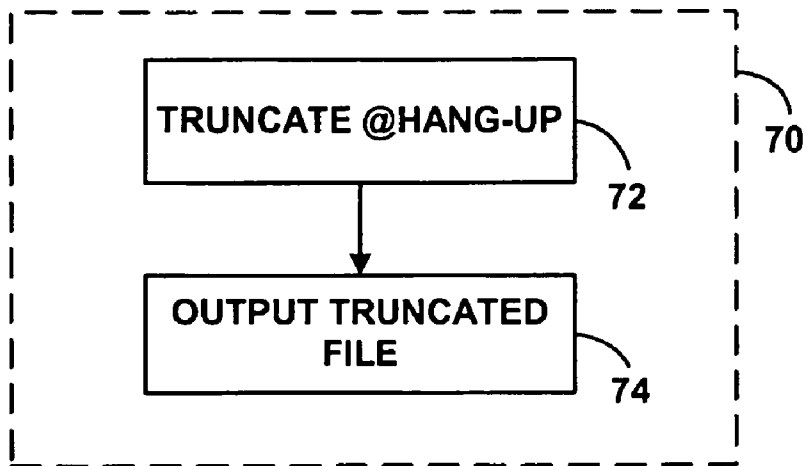 TRUNCATE @HANG-UP
70
72
OUTPUT TRUNCATED
FILE
74